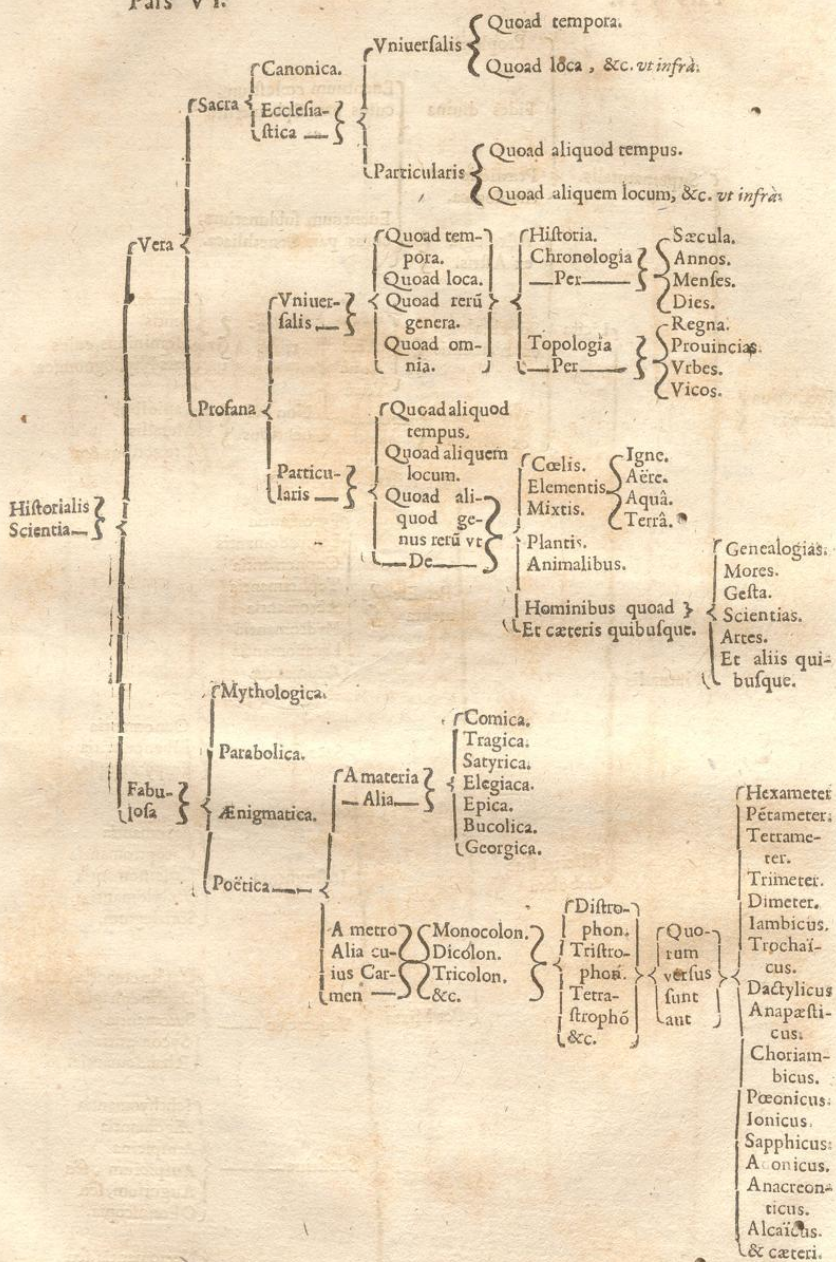 Pars VI.
Quoad tempora.
Vniuerſalis
Quoad loca, &c. vt infrà.
Canonica.
Sacra
Eccleſia-
ſtica
Quoad aliquod tempus.
Particularis
Quoad aliquem locum, &c. vt infrà.
Vera
Quoad tem-
pora.
Quoad loca.
Quoad rerū
genera.
Quoad om-
nia.
Hiſtoria.
Chronologia
Per
Sæcula.
Annos.
Menſes.
Dies.
Vniuer-
ſalis
Topologia
Per
Regna.
Prouincias.
Vrbes.
Vicos.
Profana
Quoad aliquod
tempus.
Quoad aliquem
locum.
Particu-
laris
Quoad ali-
quod ge-
nus rerū vt
De
Cœlis.
Elementis
Mixtis.
Igne.
Aëre.
Aquâ.
Terrâ.
Plantis.
Animalibus.
Hominibus quoad
Et cæteris quibuſque.
Genealogias.
Mores.
Geſta.
Scientias.
Artes.
Et aliis qui-
buſque.
Hiſtorialis
Scientia
Mythologica.
Parabolica.
Fabu-
loſa
Ænigmatica.
Poëtica
A materia
Alia
Comica.
Tragica.
Satyrica.
Elegiaca.
Epica.
Bucolica.
Georgica.
A metro
Alia cu-
ius Car-
men
Monocolon.
Dicolon.
Tricolon.
&c.
Diſtro-
phon.
Triſtro-
phon.
Tetra-
ſtrophō
&c.
Quo-
rum
verſus
ſunt
aut
Hexameter
Pētameter.
Tetrame-
ter.
Trimeter.
Dimeter.
Iambicus.
Trochaï-
cus.
Dactylicus
Anapæſti-
cus.
Choriam-
bicus.
Pœonicus.
Ionicus.
Sapphicus.
Anacreon-
ticus.
Alcaïcus.
& cæteri.